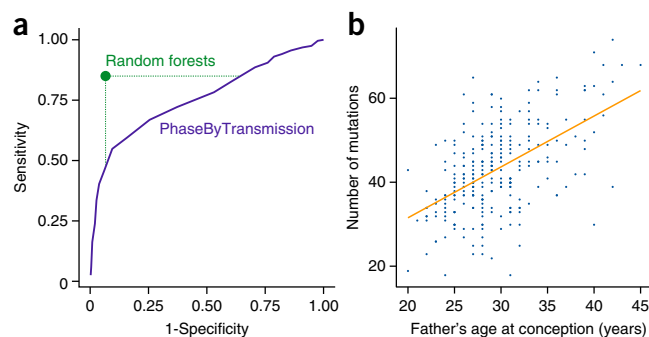 a
1.00
0.75
0.50
0.25
0
Sensitivity
Random forests
PhaseByTransmission
0
0.25
0.50
0.75
1.00
1-Specificity
b
60
40
20
Number of mutations
20
25
30
35
40
45
Father's age at conception (years)